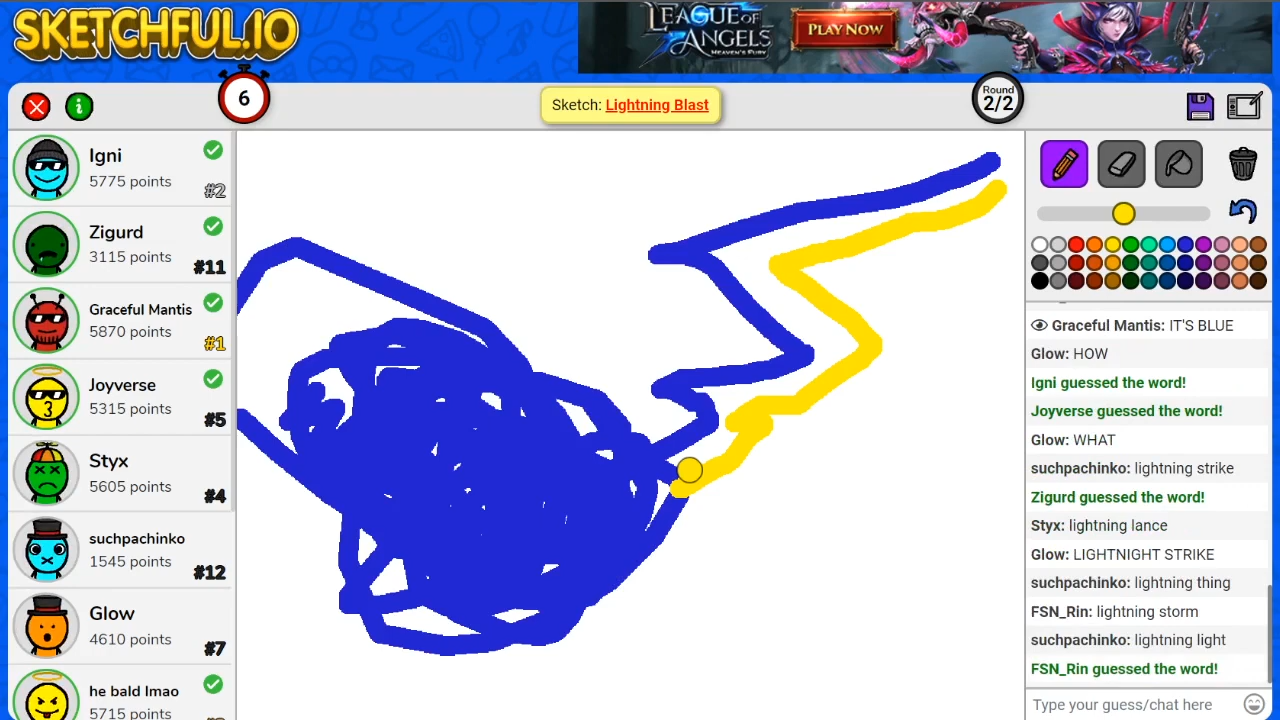 SKETCHFUL.IO
LEAGUE OF
ANGELS
HEAVEN'S FURY
PLAY NOW
6
Sketch: Lightning Blast
Round
2/2
Igni
5775 points
#2
Zigurd
3115 points
#11
Graceful Mantis
5870 points
#1
Joyverse
5315 points
#5
Styx
5605 points
#4
suchpachinko
1545 points
#12
Glow
4610 points
#7
he bald lmao
5715 points
Graceful Mantis: IT'S BLUE
Glow: HOW
Igni guessed the word!
Joyverse guessed the word!
Glow: WHAT
suchpachinko: lightning strike
Zigurd guessed the word!
Styx: lightning lance
Glow: LIGHTNIGHT STRIKE
suchpachinko: lightning thing
FSN_Rin: lightning storm
suchpachinko: lightning light
FSN_Rin guessed the word!
Type your guess/chat here